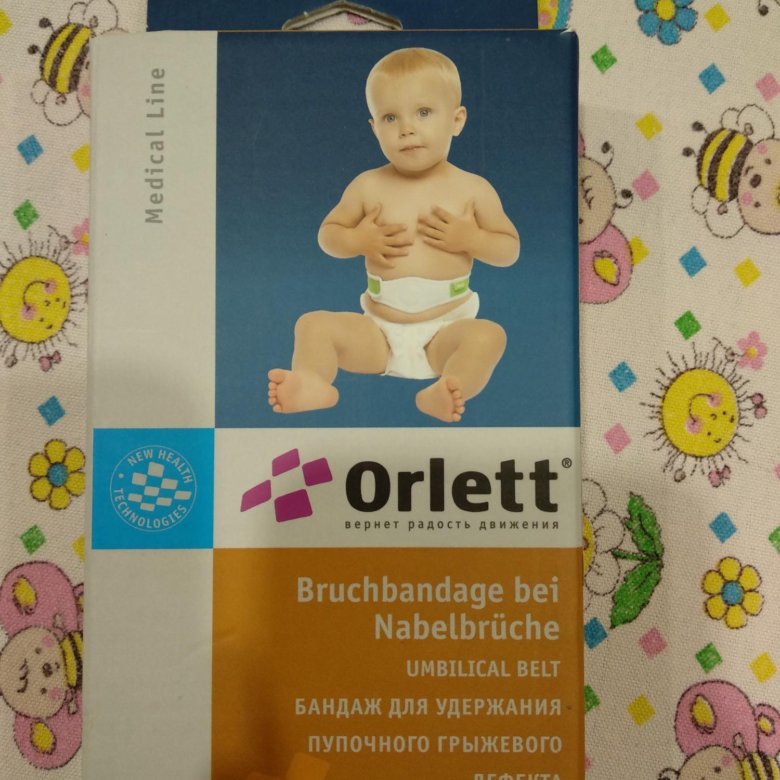 Medical Line
NEW HEALTH
TECHNOLOGIES
Orlett®
вернет радость движения
Bruchbandage bei
Nabelbrüche
UMBILICAL BELT
БАНДАЖ ДЛЯ УДЕРЖАНИЯ
ПУПОЧНОГО ГРЫЖЕВОГО
ДЕФЕКТА